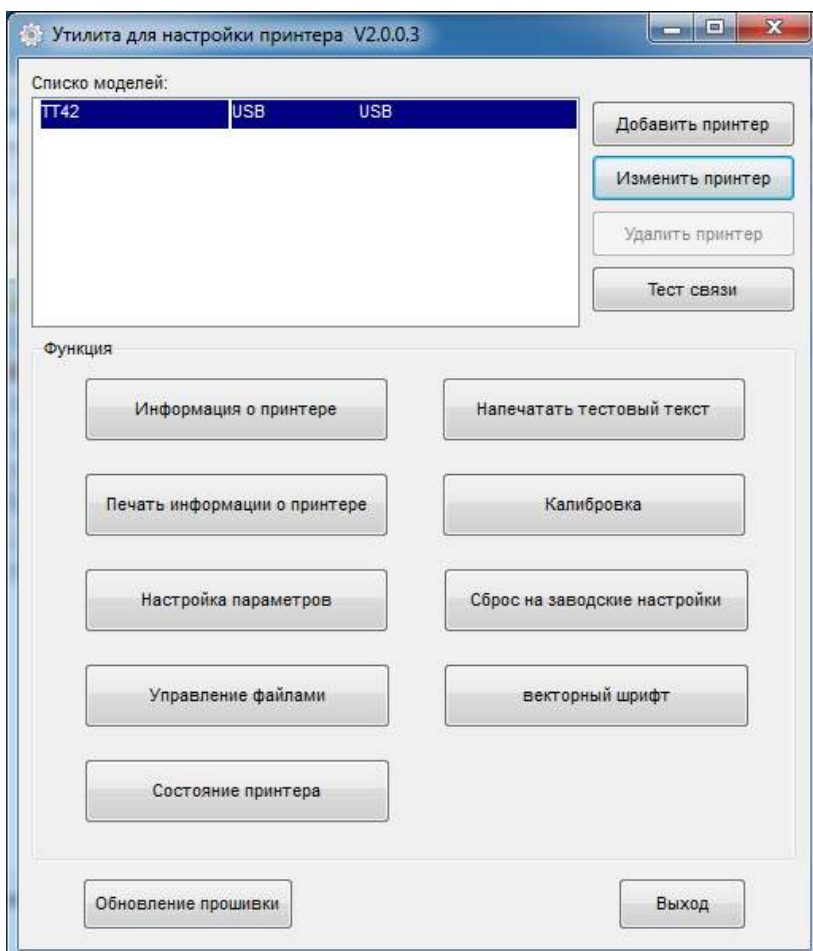 Утилита для настройки принтера V2.0.0.3
Списко моделей:
TT42 USB USB
Добавить принтер
Изменить принтер
Удалить принтер
Тест связи
Функция
Информация о принтере Напечатать тестовый текст
Печать информации о принтере Калибровка
Настройка параметров Сброс на заводские настройки
Управление файлами векторный шрифт
Состояние принтера
Обновление прошивки Выход